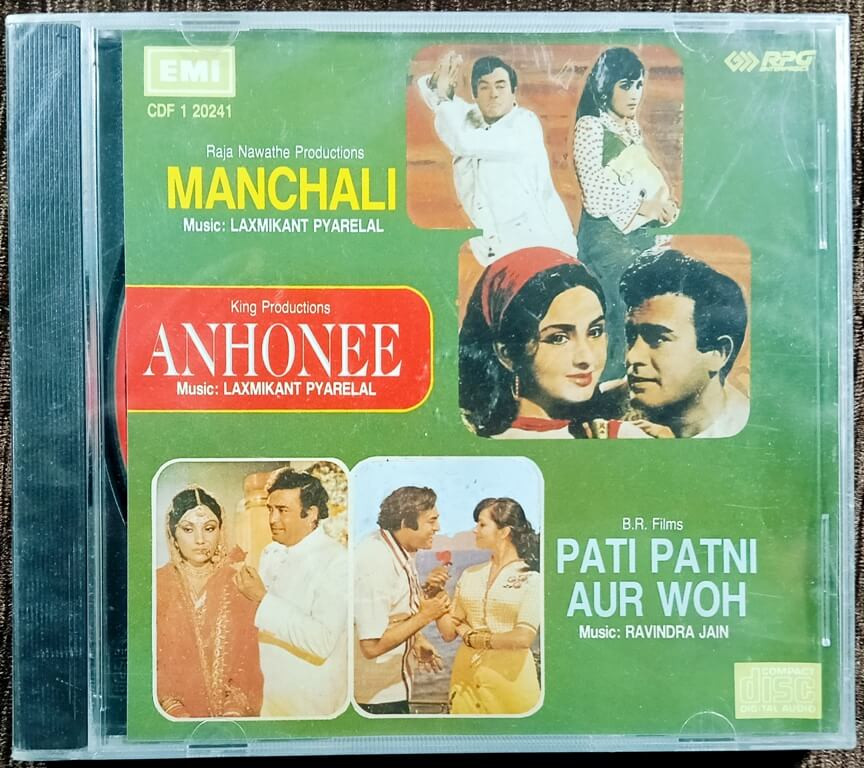 EMI
CDF 1 20241
RPG
ENTERPRISES
Raja Nawathe Productions
MANCHALI
Music: LAXMIKANT PYARELAL
King Productions
ANHONEE
Music: LAXMIKANT PYARELAL
B.R. Films
PATI PATNI
AUR WOH
Music: RAVINDRA JAIN
COMPACT
disc
DIGITAL AUDIO